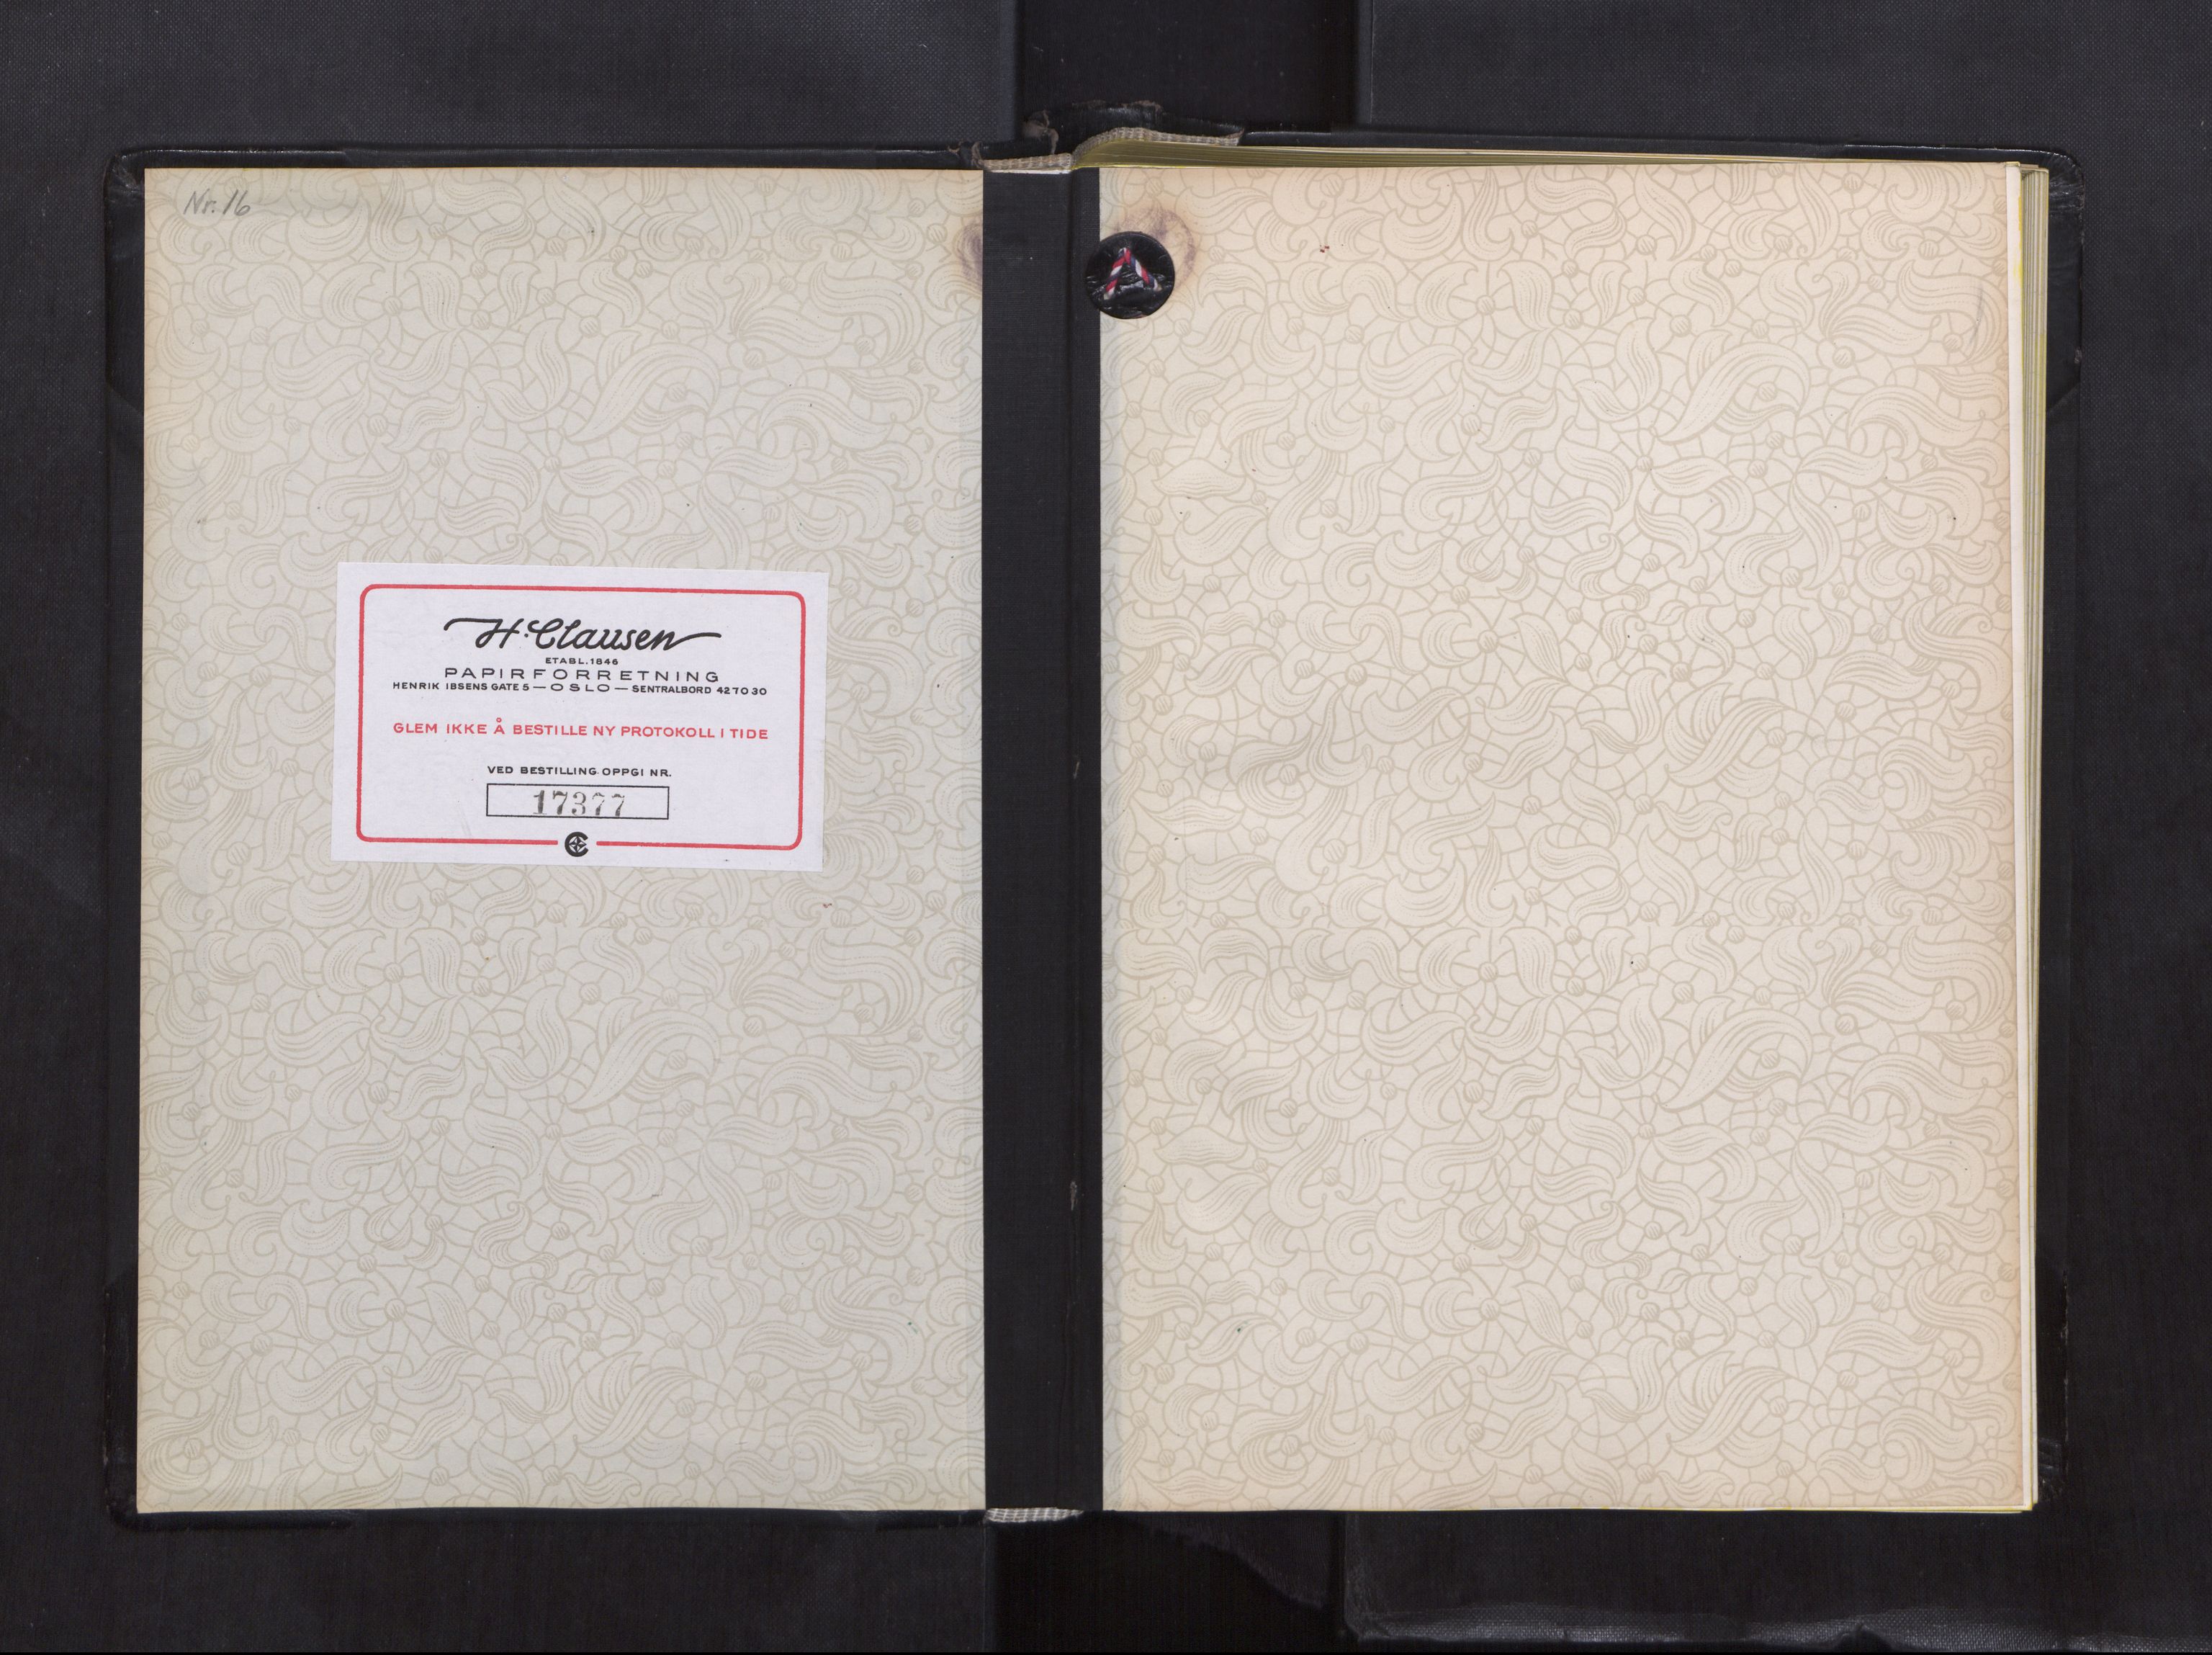 Nr. 16
H. Clausen
ETABL. 1846
PAPIRFORRETNING
HENRIK IBSENS GATE 5 — OSLO — SENTRALBORD 42 70 30
GLEM IKKE Å BESTILLE NY PROTOKOLL I TIDE
VED BESTILLING OPPGI NR.
17377